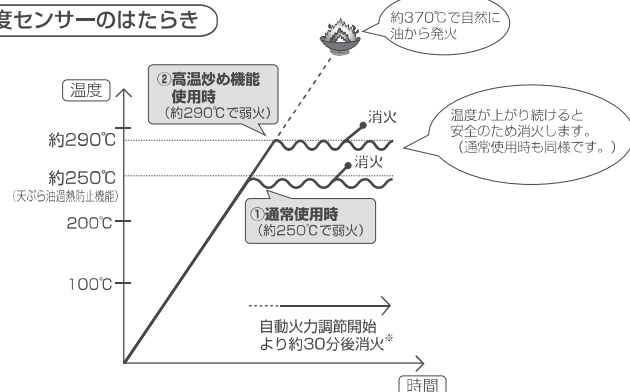 度センサーのはたらき
約370℃で自然に
油から発火
温度
②高温炒め機能
使用時
(約290℃で弱火)
消火
約290℃
温度が上がり続けると
安全のため消火します。
(通常使用時も同様です。)
消火
約250℃
(天ぷら油過熱防止機能)
①通常使用時
(約250℃で弱火)
200℃
100℃
自動火力調節開始
より約30分後消火※
時間